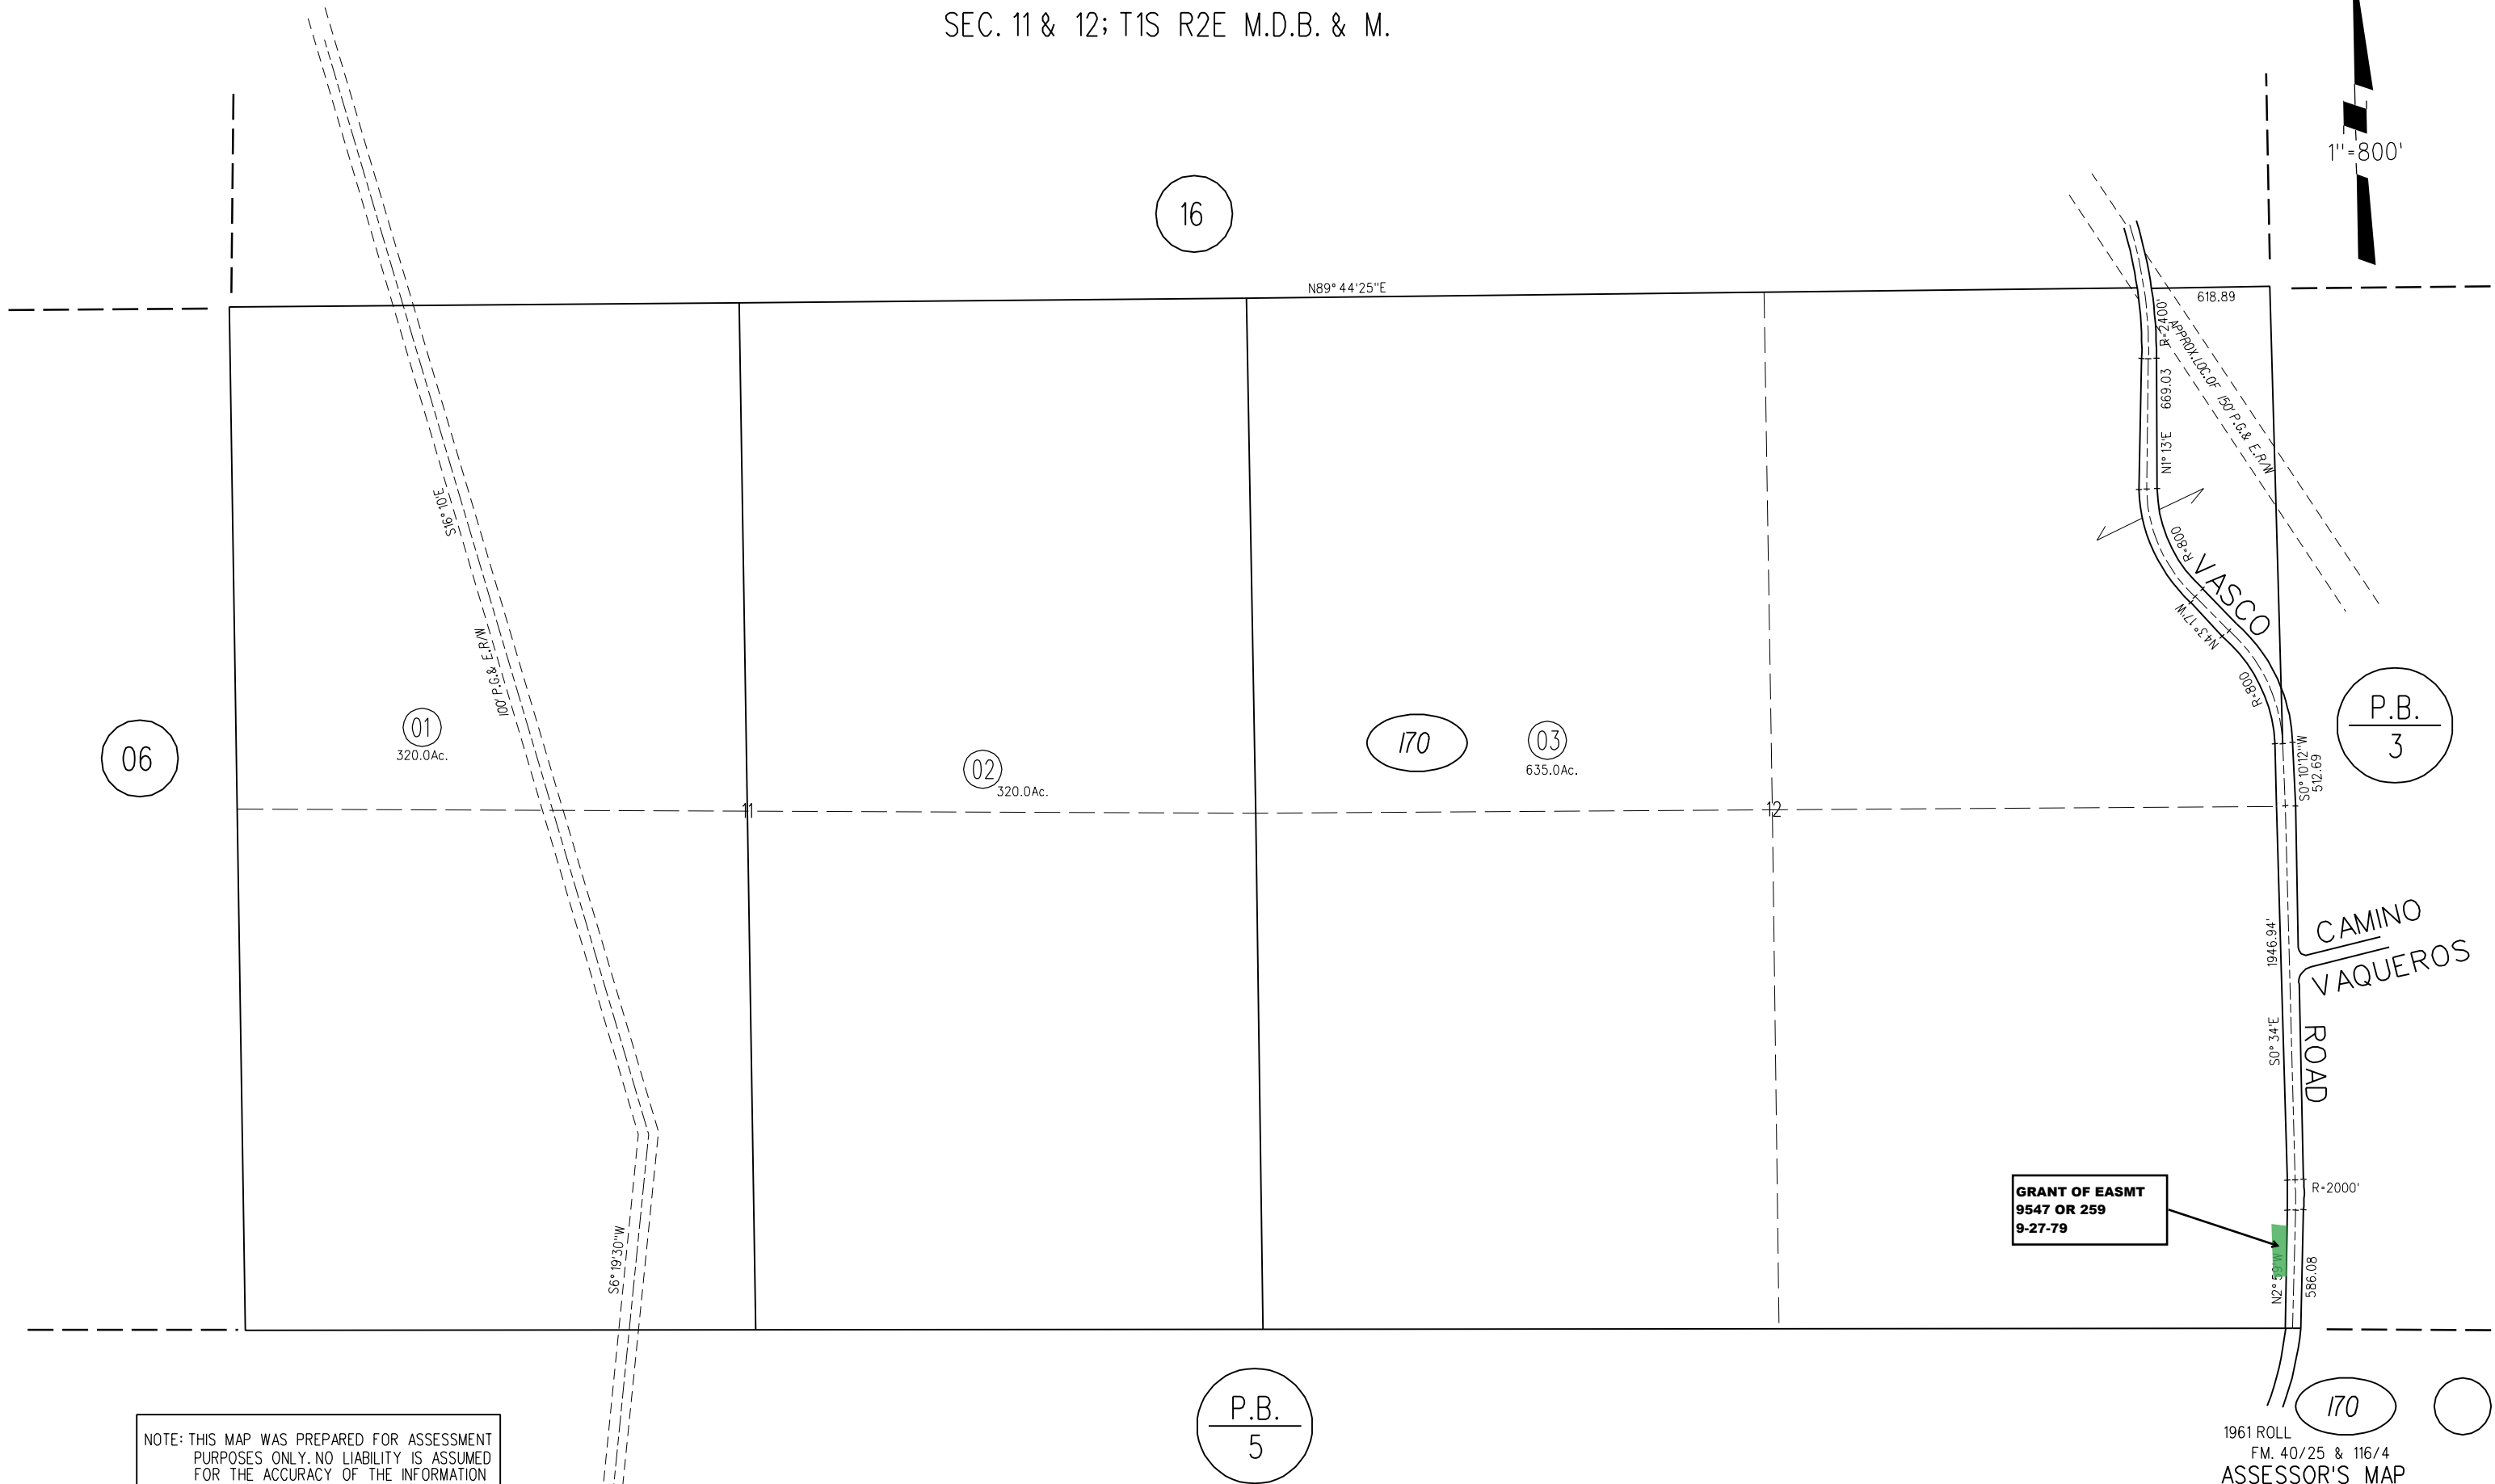 SEC. 11 & 12; T1S R2E M.D.B. & M.
1"=800'
16
N89° 44'25"E
618.89
R=2400'
APPROX. LOC. OF 150' P.G.& E. R/W
669.03
N1° 13'E
S16° 10'E
R=800
VASCO
N43° 17'W
100' P.G.& E. R/W
R=800
P.B.
3
01
320.0Ac.
06
170
03
635.0Ac.
02
320.0Ac.
S0° 10'12"W
512.69
11
12
CAMINO
VAQUEROS
1946.94'
S0° 34'E
ROAD
GRANT OF EASMT
9547 OR 259
9-27-79
R=2000'
S6° 19'30"W
N2° 59'W
586.08
P.B.
5
170
1961 ROLL
FM. 40/25 & 116/4
ASSESSOR'S MAP
NOTE: THIS MAP WAS PREPARED FOR ASSESSMENT
PURPOSES ONLY. NO LIABILITY IS ASSUMED
FOR THE ACCURACY OF THE INFORMATION